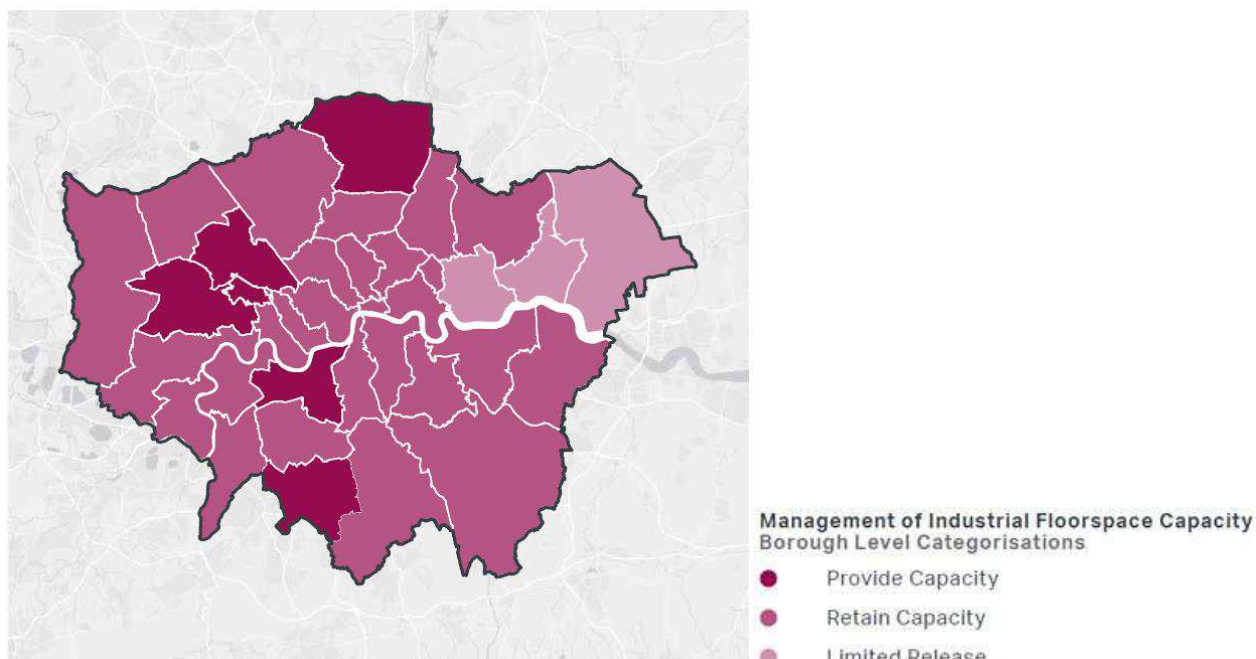 Management of Industrial Floorspace Capacity
Borough Level Categorisations
Provide Capacity
Retain Capacity
Limited Release